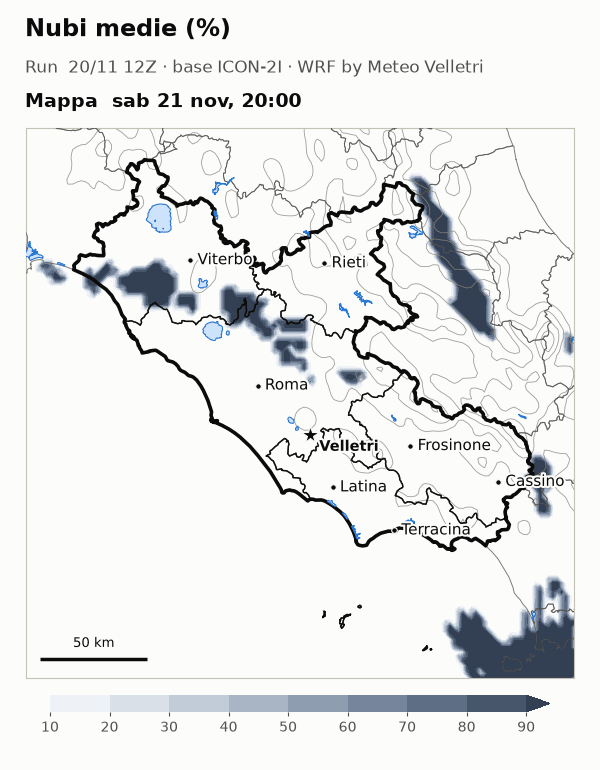 Nubi medie (%)
Run  20/11 12Z · base ICON-2I · WRF by Meteo Velletri
Mappa  sab 21 nov, 20:00
Viterbo
Rieti
Roma
Velletri
Frosinone
Latina
Cassino
Terracina
50 km
10 20 30 40 50 60 70 80 90